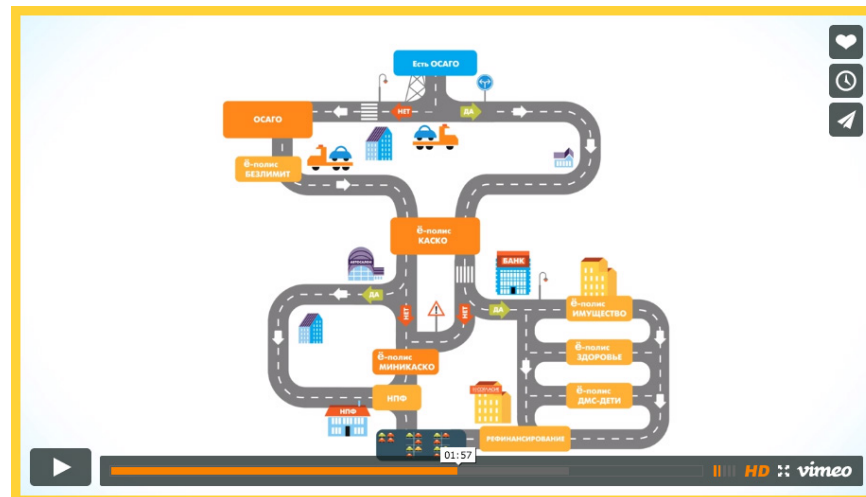 Есть ОСАГО
ОСАГО
НЕТ
ДА
ё-полис
БЕЗЛИМИТ
ё-полис
КАСКО
АВТОСАЛОН
БАНК
ДА
НЕТ
НЕТ
ДА
ё-полис
ИМУЩЕСТВО
ё-полис
МИНИКАСКО
ё-полис
ЗДОРОВЬЕ
НПФ
ё-полис
ДМС-ДЕТИ
НПФ
РЕФИНАНСИРОВАНИЕ
01:57
HD
vimeo